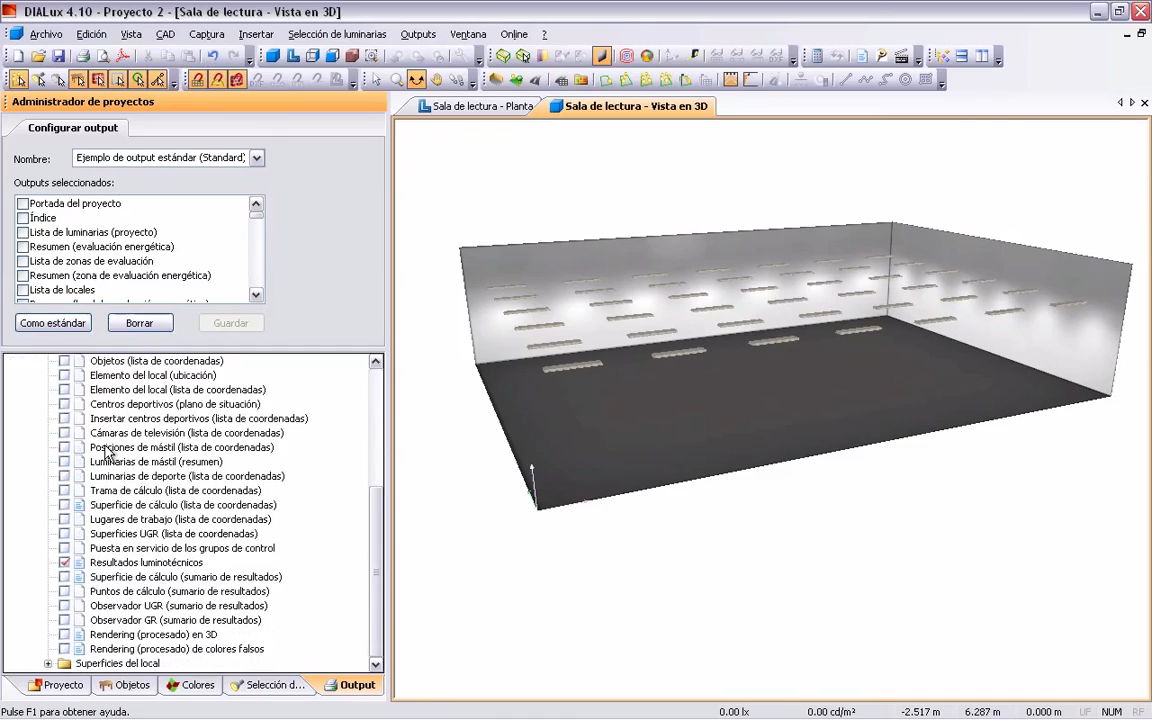 DIALux 4.10 - Proyecto 2 - [Sala de lectura - Vista en 3D]
Archivo Edición Vista CAD Captura Insertar Selección de luminarias Outputs Ventana Online ?
Administrador de proyectos
Sala de lectura - Planta
Sala de lectura - Vista en 3D
Configurar output
Nombre: Ejemplo de output estándar (Standard)
Outputs seleccionados:
Portada del proyecto
Índice
Lista de luminarias (proyecto)
Resumen (evaluación energética)
Lista de zonas de evaluación
Resumen (zona de evaluación energética)
Lista de locales
Como estándar Borrar Guardar
Objetos (lista de coordenadas)
Elemento del local (ubicación)
Elemento del local (lista de coordenadas)
Centros deportivos (plano de situación)
Insertar centros deportivos (lista de coordenadas)
Cámaras de televisión (lista de coordenadas)
Posiciones de mástil (lista de coordenadas)
Luminarias de mástil (resumen)
Luminarias de deporte (lista de coordenadas)
Trama de cálculo (lista de coordenadas)
Superficie de cálculo (lista de coordenadas)
Lugares de trabajo (lista de coordenadas)
Superficies UGR (lista de coordenadas)
Puesta en servicio de los grupos de control
Resultados luminotécnicos
Superficie de cálculo (sumario de resultados)
Puntos de cálculo (sumario de resultados)
Observador UGR (sumario de resultados)
Observador GR (sumario de resultados)
Rendering (procesado) en 3D
Rendering (procesado) de colores falsos
Superficies del local
Proyecto Objetos Colores Selección d... Output
Pulse F1 para obtener ayuda.
0.00 lx 0.00 cd/m² -2.517 m 6.287 m 0.000 m UF NUM RF